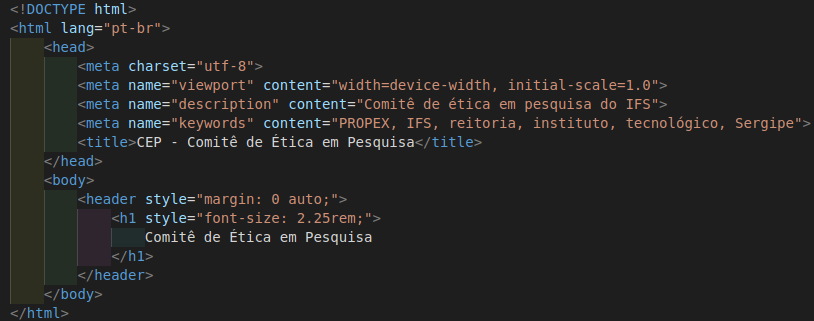 <!DOCTYPE html>
<html lang="pt-br">
<head>
<meta charset="utf-8">
<meta name="viewport" content="width=device-width, initial-scale=1.0">
<meta name="description" content="Comitê de ética em pesquisa do IFS">
<meta name="keywords" content="PROPEX, IFS, reitoria, instituto, tecnológico, Sergipe">
<title>CEP - Comitê de Ética em Pesquisa</title>
</head>
<body>
<header style="margin: 0 auto;">
<h1 style="font-size: 2.25rem;">
Comitê de Ética em Pesquisa
</h1>
</header>
</body>
</html>